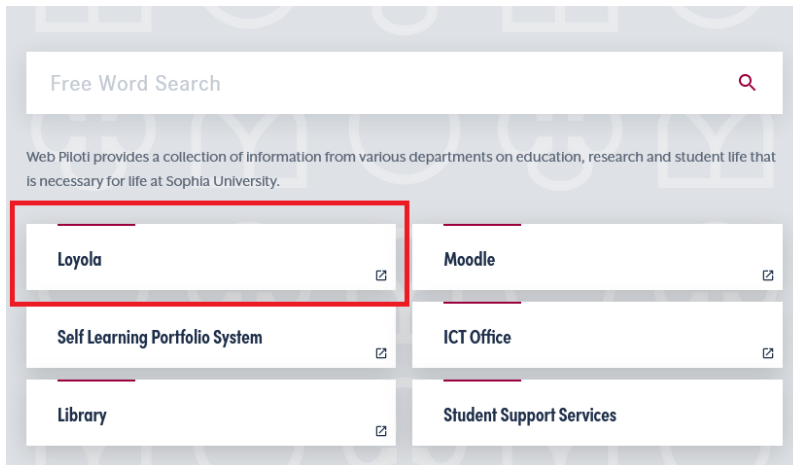 Free Word Search
Web Piloti provides a collection of information from various departments on education, research and student life that
is necessary for life at Sophia University.
Loyola
Moodle
Self Learning Portfolio System
ICT Office
Library
Student Support Services